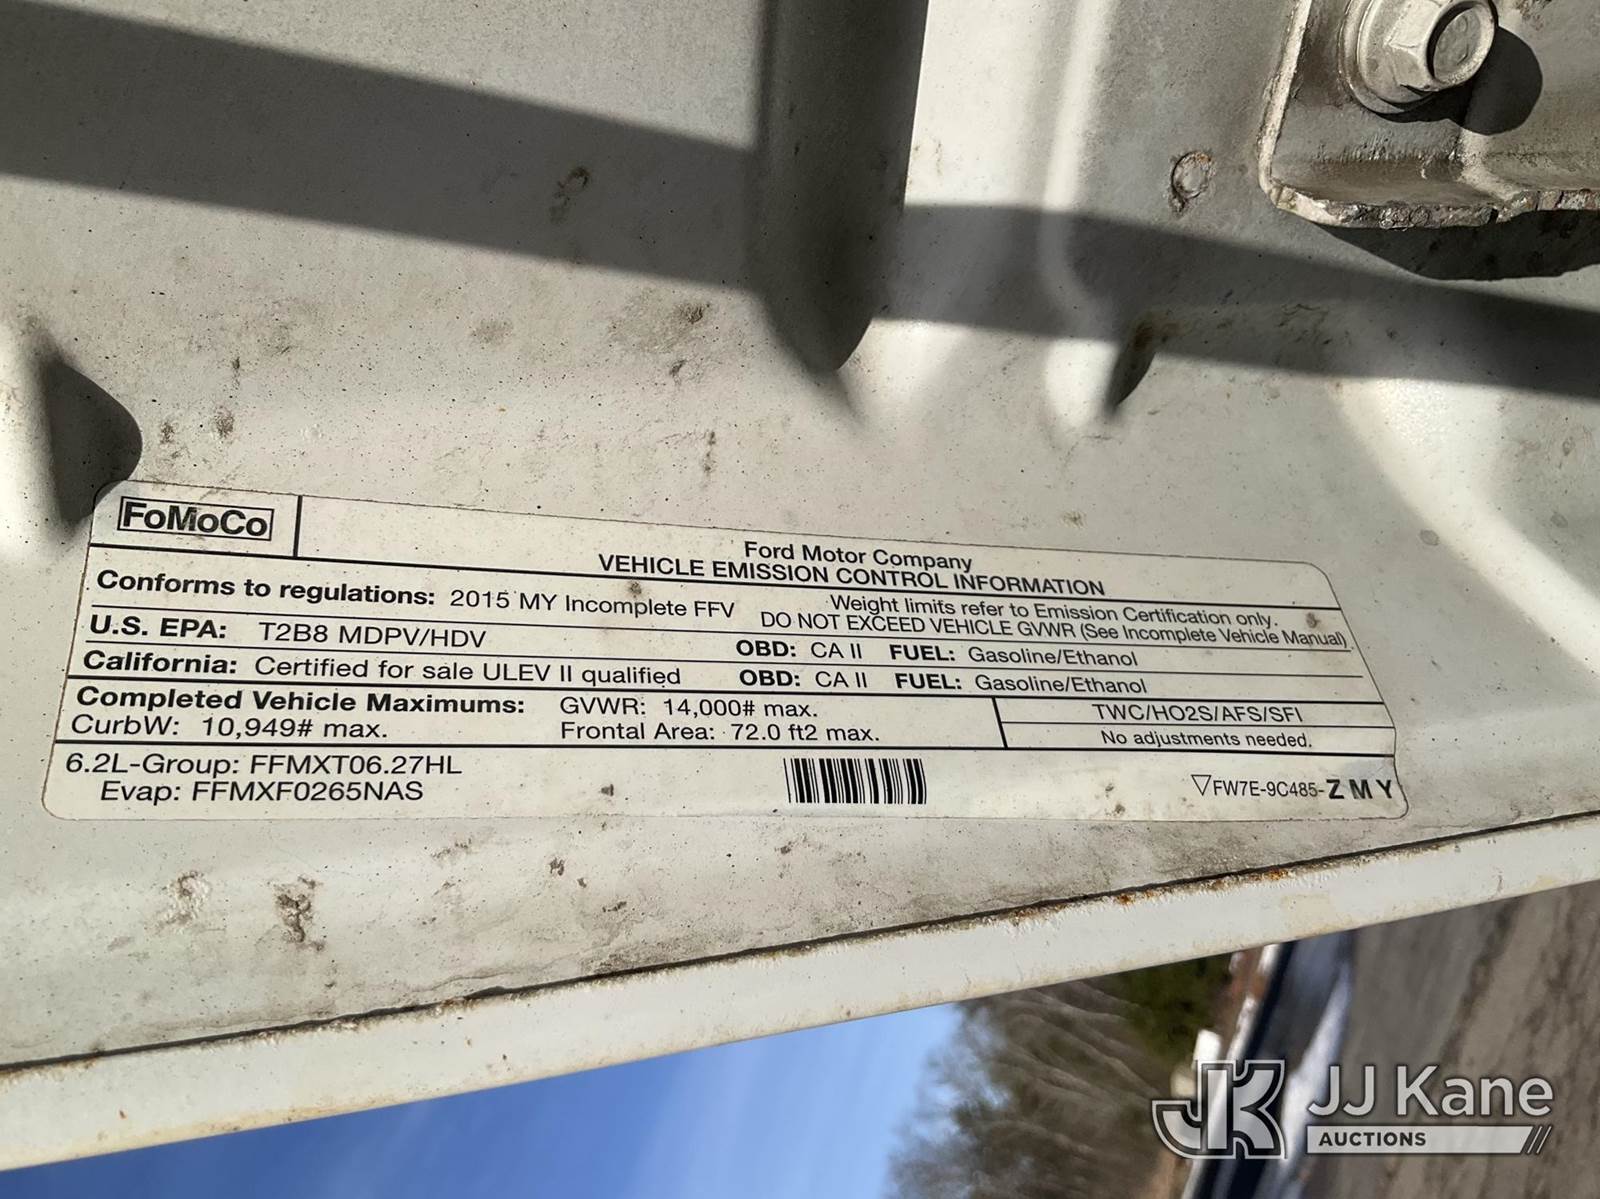 FoMoCo
Ford Motor Company
VEHICLE EMISSION CONTROL INFORMATION
Conforms to regulations: 2015 MY Incomplete FFV
Weight limits refer to Emission Certification only.
DO NOT EXCEED VEHICLE GVWR (See Incomplete Vehicle Manual)
U.S. EPA: T2B8 MDPV/HDV OBD: CA II FUEL: Gasoline/Ethanol
California: Certified for sale ULEV II qualified OBD: CA II FUEL: Gasoline/Ethanol
Completed Vehicle Maximums: GVWR: 14,000# max.
CurbW: 10,949# max. Frontal Area: 72.0 ft2 max.
TWC/HO2S/AFS/SFI
No adjustments needed.
6.2L-Group: FFMXT06.27HL
Evap: FFMXF0265NAS
▽FW7E-9C485-ZMY
JK JJ Kane
AUCTIONS